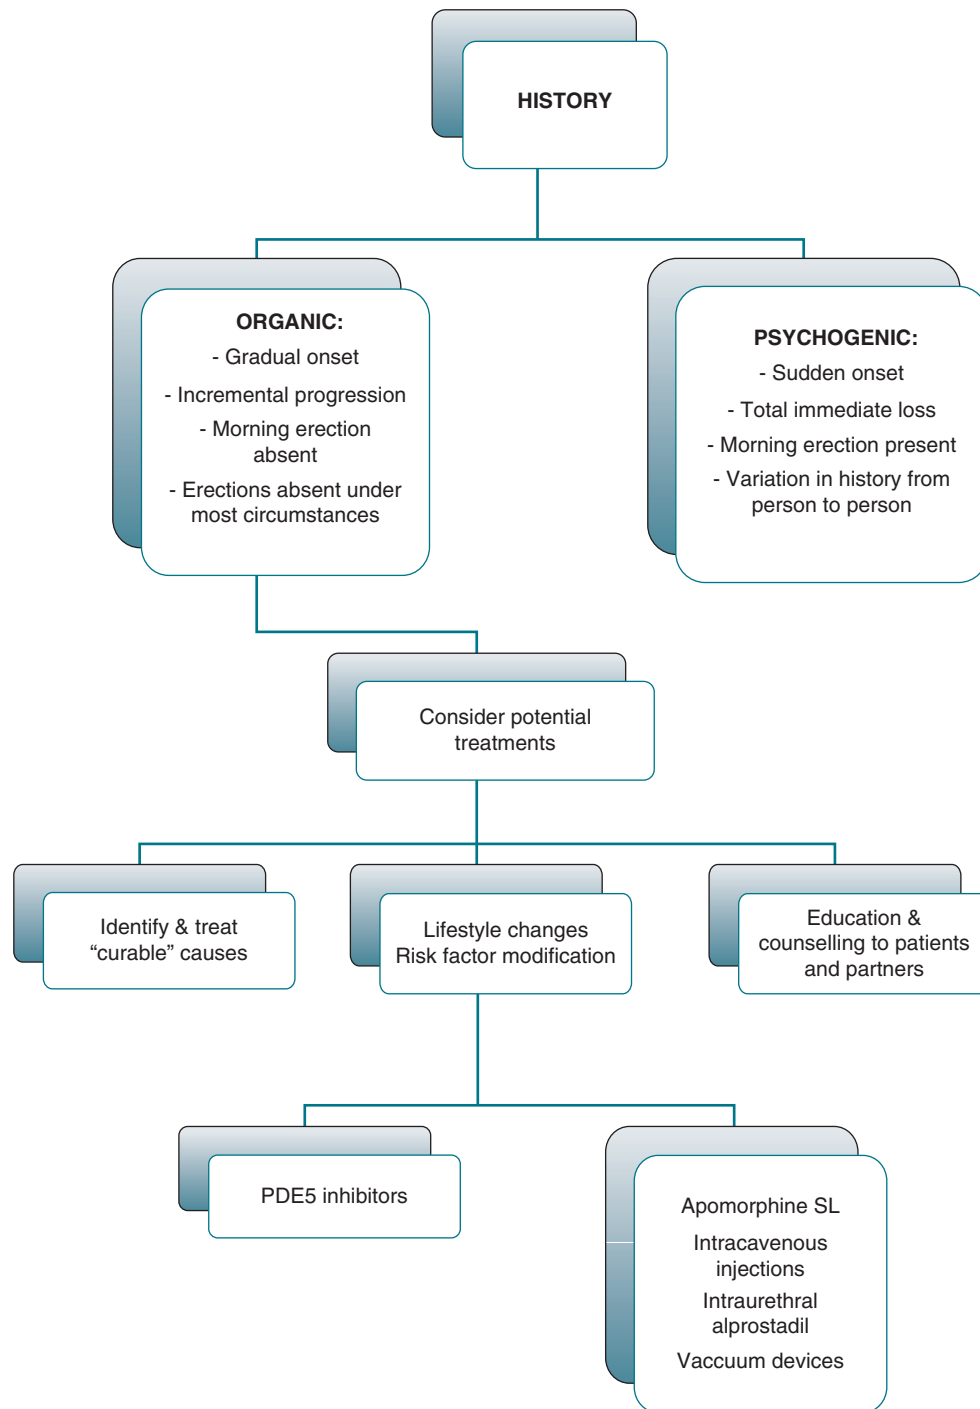 HISTORY
ORGANIC:
- Gradual onset
- Incremental progression
- Morning erection
absent
- Erections absent under
most circumstances
PSYCHOGENIC:
- Sudden onset
- Total immediate loss
- Morning erection present
- Variation in history from
person to person
Consider potential
treatments
Identify & treat
“curable” causes
Lifestyle changes
Risk factor modification
Education &
counselling to patients
and partners
PDE5 inhibitors
Apomorphine SL
Intracavenous
injections
Intraurethral
alprostadil
Vaccuum devices